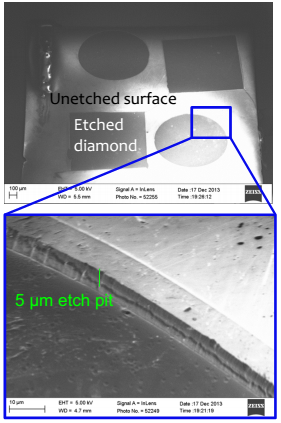 Unetched surface
Etched
diamond
100 µm
EHT = 5.00 kV
WD = 5.5 mm
Signal A = InLens
Photo No. = 52255
Date :17 Dec 2013
Time :19:26:12
ZEISS
5 µm etch pit
10 µm
EHT = 5.00 kV
WD = 4.7 mm
Signal A = InLens
Photo No. = 52249
Date :17 Dec 2013
Time :19:21:19
ZEISS